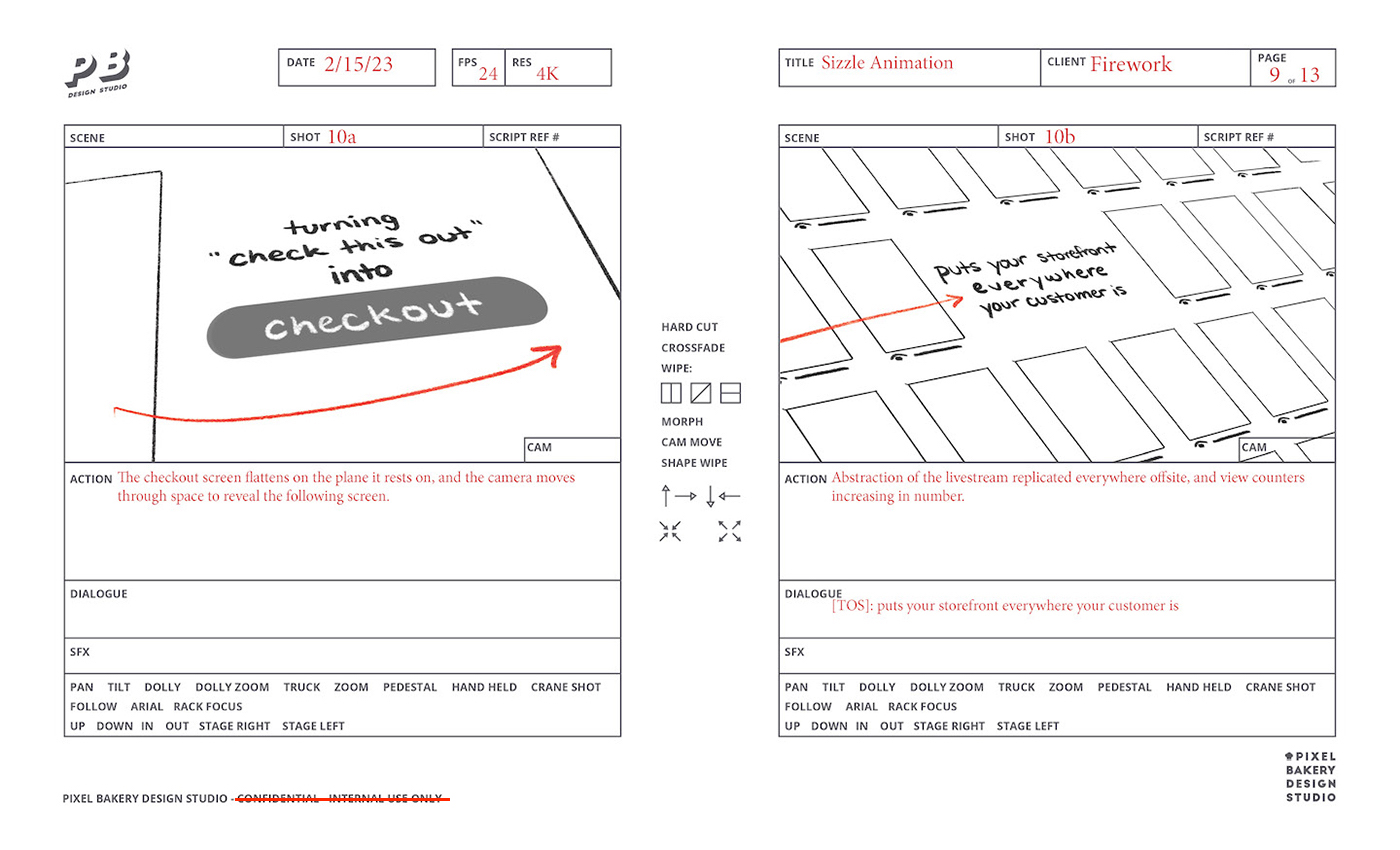 PB
DESIGN STUDIO
DATE 2/15/23
FPS 24
RES 4K
TITLE Sizzle Animation
CLIENT Firework
PAGE 9 OF 13
SCENE
SHOT 10a
SCRIPT REF #
turning
"check this out"
into
checkout
CAM
ACTION The checkout screen flattens on the plane it rests on, and the camera moves
through space to reveal the following screen.
DIALOGUE
SFX
PAN TILT DOLLY DOLLY ZOOM TRUCK ZOOM PEDESTAL HAND HELD CRANE SHOT
FOLLOW ARIAL RACK FOCUS
UP DOWN IN OUT STAGE RIGHT STAGE LEFT
HARD CUT
CROSSFADE
WIPE:
MORPH
CAM MOVE
SHAPE WIPE
SCENE
SHOT 10b
SCRIPT REF #
puts your storefront
everywhere
your customer is
CAM
ACTION Abstraction of the livestream replicated everywhere offsite, and view counters
increasing in number.
DIALOGUE
[TOS]: puts your storefront everywhere your customer is
SFX
PAN TILT DOLLY DOLLY ZOOM TRUCK ZOOM PEDESTAL HAND HELD CRANE SHOT
FOLLOW ARIAL RACK FOCUS
UP DOWN IN OUT STAGE RIGHT STAGE LEFT
PIXEL BAKERY DESIGN STUDIO - CONFIDENTIAL - INTERNAL USE ONLY
PIXEL
BAKERY
DESIGN
STUDIO